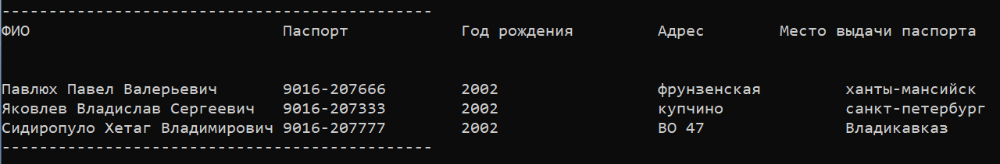 ----------------------------------------------
ФИО Паспорт Год рождения Адрес Место выдачи паспорта
Павлюх Павел Валерьевич 9016-207666 2002 фрунзенская ханты-мансийск
Яковлев Владислав Сергеевич 9016-207333 2002 купчино санкт-петербург
Сидиропуло Хетаг Владимирович 9016-207777 2002 ВО 47 Владикавказ
----------------------------------------------